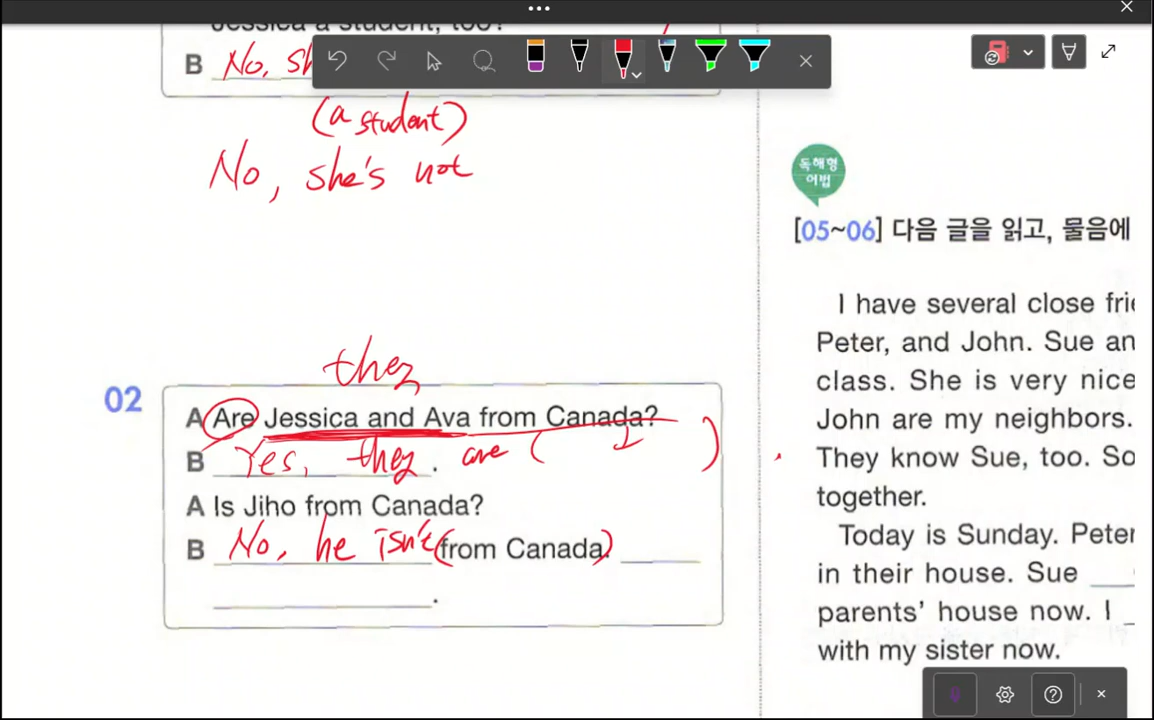 Jessica a student, too?
B No, sh
(a student)
No, she's not
독해형
어법
[05~06] 다음 글을 읽고, 물음에
I have several close frie
Peter, and John. Sue an
class. She is very nice
John are my neighbors.
They know Sue, too. So
together.
Today is Sunday. Peter
in their house. Sue ___
parents' house now. I _
with my sister now.
they
02
A Are Jessica and Ava from Canada?
B Yes, they . are ( )
A Is Jiho from Canada?
B No, he isn't (from Canada) ____
____.